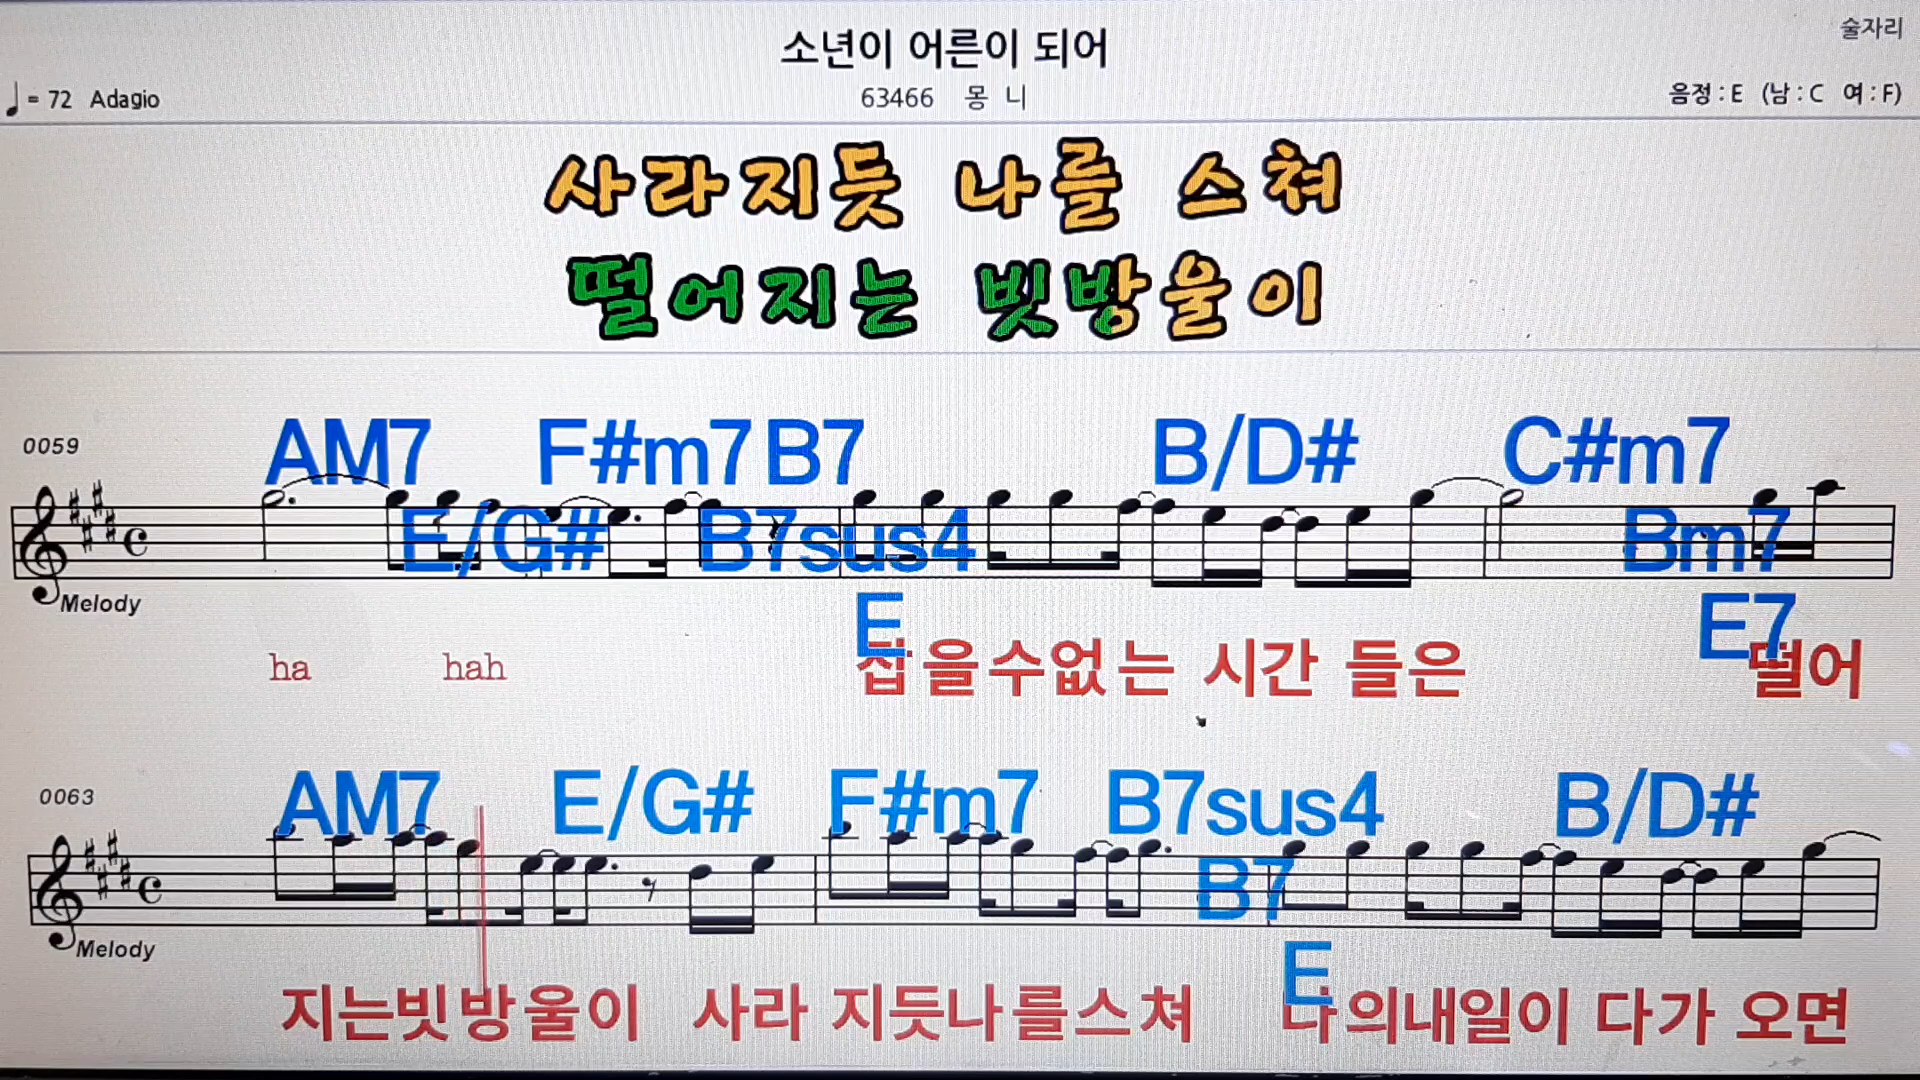 소년이 어른이 되어
술자리
♩= 72 Adagio
63466 몽 니
음정 : E (남 : C 여 : F)
사라지듯 나를 스쳐
떨어지는 빗방울이
0059
AM7 F#m7 B7 B/D# C#m7
E/G# B7sus4 Bm7
Melody
E E7
ha hah 잡을수없는 시간 들은 떨어
0063
AM7 E/G# F#m7 B7sus4 B/D#
B7
Melody
E
지는빗방울이 사라 지듯나를스쳐 나의내일이 다가 오면